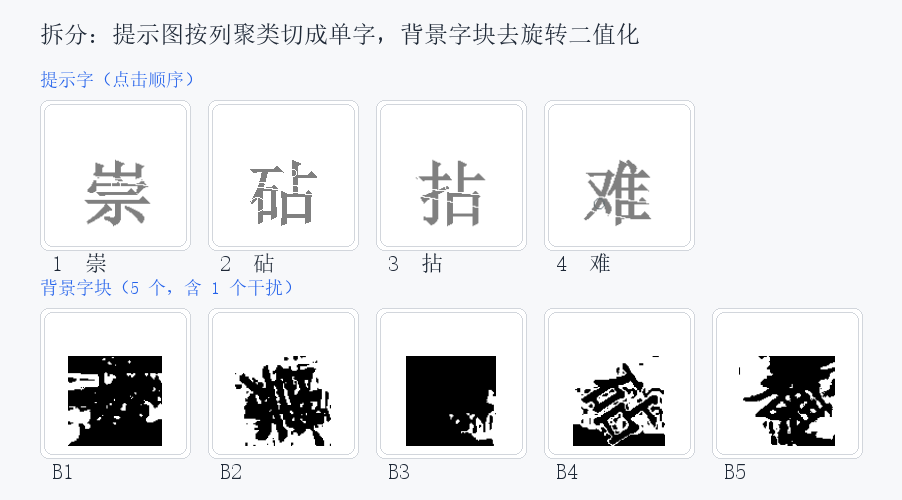 拆分：提示图按列聚类切成单字，背景字块去旋转二值化
提示字（点击顺序）
崇 砧 拈 难
1 崇 2 砧 3 拈 4 难
背景字块（5 个，含 1 个干扰）
砧
B1 B2 B3 B4 B5